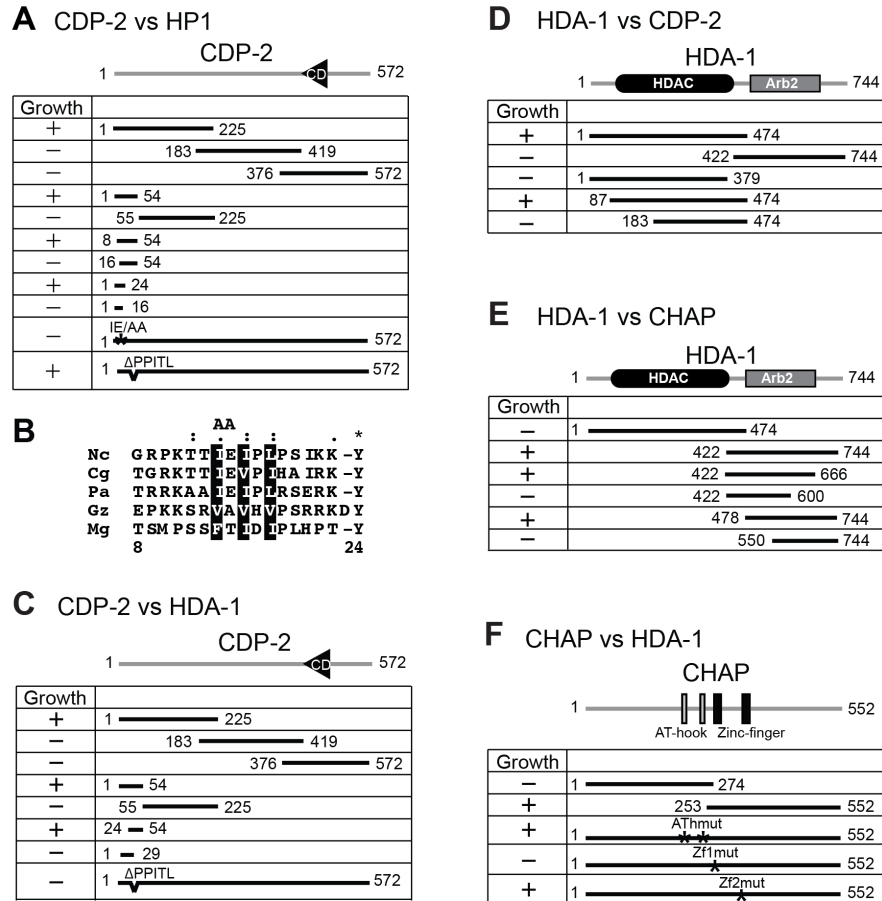 A CDP-2 vs HP1
CDP-2
1 CD 572
Growth
+ 1 225
− 183 419
− 376 572
+ 1 54
− 55 225
+ 8 54
− 16 54
+ 1 24
− 1 16
IE/AA
− 1 * 572
+ 1 ΔPPITL 572
B
AA
: . : : . *
Nc GRPKTTIEIPLPSIKK-Y
Cg TGRKTTIEVPIHAIRK-Y
Pa TRRKAAIEIPLRSERK-Y
Gz EPKKSRVAVHVPSRRKDY
Mg TSMPSSFTIDIPLHPT-Y
8 24
C CDP-2 vs HDA-1
CDP-2
1 CD 572
Growth
+ 1 225
− 183 419
− 376 572
+ 1 54
− 55 225
+ 24 54
− 1 29
− 1 ΔPPITL 572
D HDA-1 vs CDP-2
HDA-1
1 HDAC Arb2 744
Growth
+ 1 474
− 422 744
− 1 379
+ 87 474
− 183 474
E HDA-1 vs CHAP
HDA-1
1 HDAC Arb2 744
Growth
− 1 474
+ 422 744
+ 422 666
− 422 600
+ 478 744
− 550 744
F CHAP vs HDA-1
CHAP
1 552
AT-hook Zinc-finger
Growth
− 1 274
+ 253 552
AThmut
+ 1 * * 552
Zf1mut
− 1 * 552
Zf2mut
+ 1 * 552